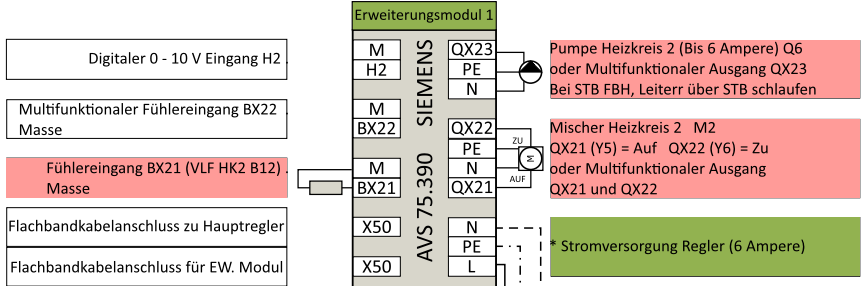 Erweiterungsmodul 1
Digitaler 0 - 10 V Eingang H2 .
Multifunktionaler Fühlereingang BX22 .
Masse
Fühlereingang BX21 (VLF HK2 B12) .
Masse
Flachbandkabelanschluss zu Hauptregler
Flachbandkabelanschluss für EW. Modul
M
H2
M
BX22
M
BX21
X50
X50
SIEMENS
AVS 75.390
QX23
PE
N
QX22
PE
N
QX21
N
PE
L
ZU
M
AUF
Pumpe Heizkreis 2 (Bis 6 Ampere) Q6
oder Multifunktionaler Ausgang QX23
Bei STB FBH, Leiterr über STB schlaufen
Mischer Heizkreis 2 M2
QX21 (Y5) = Auf QX22 (Y6) = Zu
oder Multifunktionaler Ausgang
QX21 und QX22
* Stromversorgung Regler (6 Ampere)